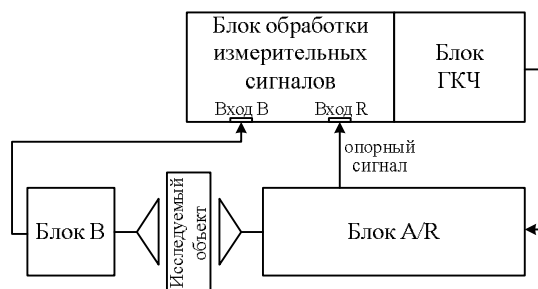 Блок обработки
измерительных
сигналов
Блок
ГКЧ
Вход B
Вход R
опорный
сигнал
Блок B
Исследуемый
объект
Блок A/R